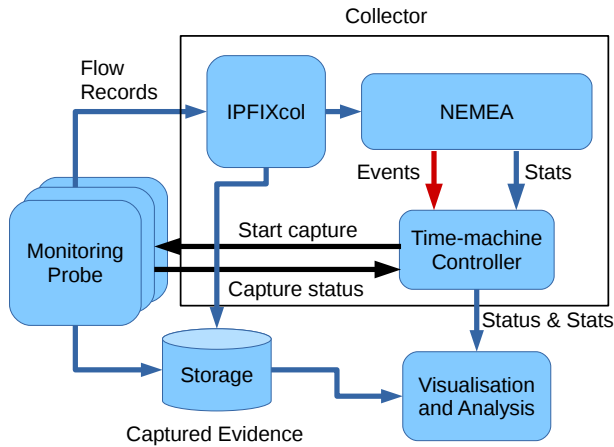 Collector
Flow
Records
IPFIXcol
NEMEA
Events
Stats
Monitoring
Probe
Start capture
Capture status
Time-machine
Controller
Status & Stats
Storage
Captured Evidence
Visualisation
and Analysis